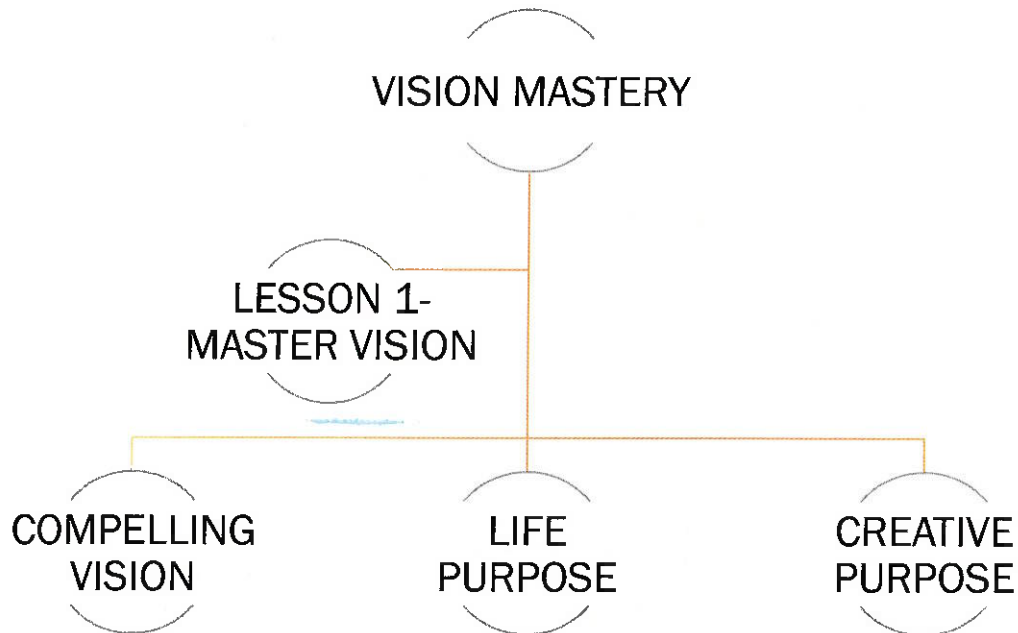 VISION MASTERY
LESSON 1-
MASTER VISION
COMPELLING
VISION
LIFE
PURPOSE
CREATIVE
PURPOSE